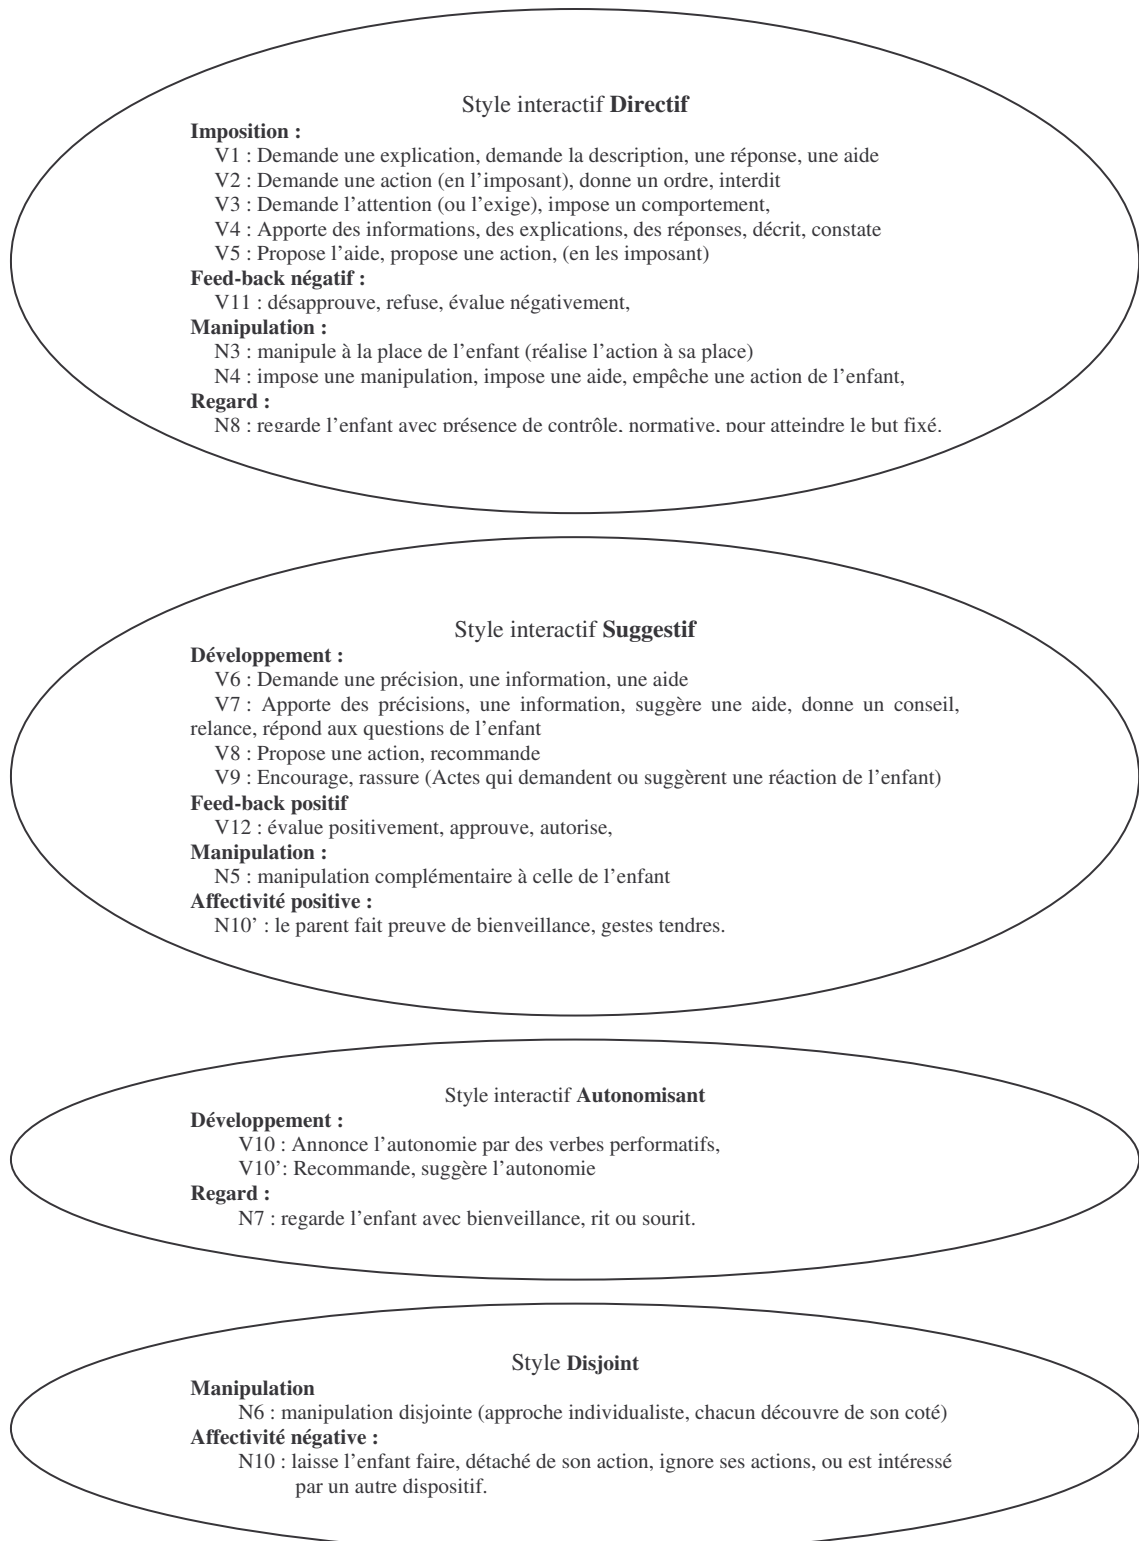 Style interactif Directif
Imposition :
V1 : Demande une explication, demande la description, une réponse, une aide
V2 : Demande une action (en l’imposant), donne un ordre, interdit
V3 : Demande l’attention (ou l’exige), impose un comportement,
V4 : Apporte des informations, des explications, des réponses, décrit, constate
V5 : Propose l’aide, propose une action, (en les imposant)
Feed-back négatif :
V11 : désapprouve, refuse, évalue négativement,
Manipulation :
N3 : manipule à la place de l’enfant (réalise l’action à sa place)
N4 : impose une manipulation, impose une aide, empêche une action de l’enfant,
Regard :
N8 : regarde l’enfant avec présence de contrôle, normative, pour atteindre le but fixé.
Style interactif Suggestif
Développement :
V6 : Demande une précision, une information, une aide
V7 : Apporte des précisions, une information, suggère une aide, donne un conseil,
relance, répond aux questions de l’enfant
V8 : Propose une action, recommande
V9 : Encourage, rassure (Actes qui demandent ou suggèrent une réaction de l’enfant)
Feed-back positif
V12 : évalue positivement, approuve, autorise,
Manipulation :
N5 : manipulation complémentaire à celle de l’enfant
Affectivité positive :
N10’ : le parent fait preuve de bienveillance, gestes tendres.
Style interactif Autonomisant
Développement :
V10 : Annonce l’autonomie par des verbes performatifs,
V10’: Recommande, suggère l’autonomie
Regard :
N7 : regarde l’enfant avec bienveillance, rit ou sourit.
Style Disjoint
Manipulation
N6 : manipulation disjointe (approche individualiste, chacun découvre de son coté)
Affectivité négative :
N10 : laisse l’enfant faire, détaché de son action, ignore ses actions, ou est intéressé
par un autre dispositif.